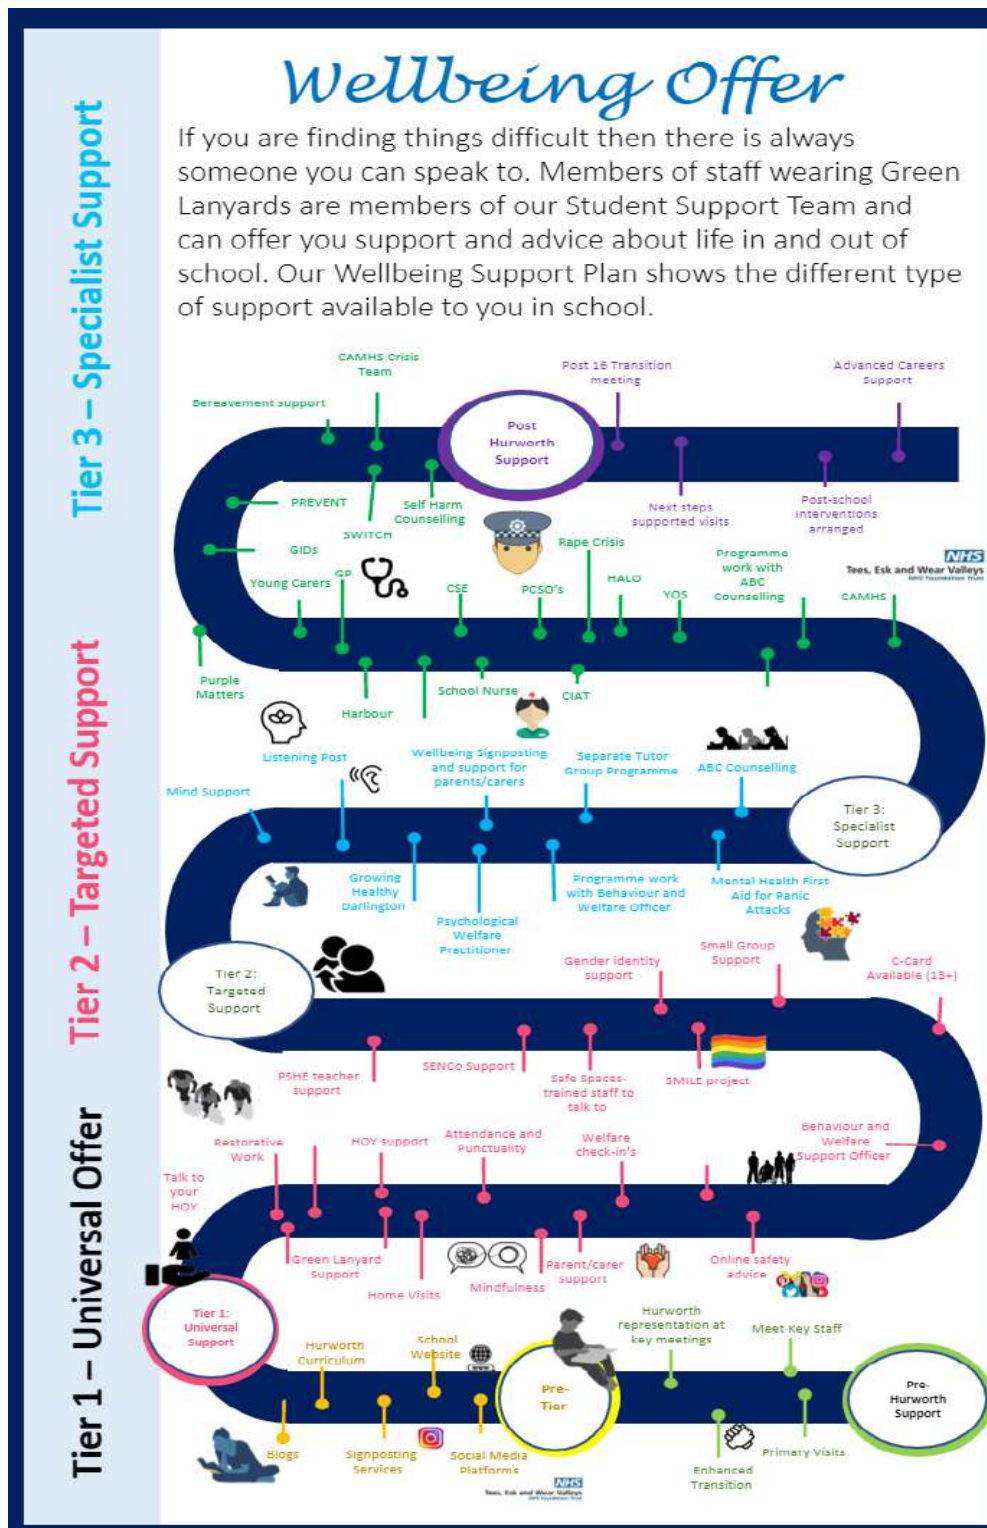 Wellbeing Offer
If you are finding things difficult then there is always
someone you can speak to. Members of staff wearing Green
Lanyards are members of our Student Support Team and
can offer you support and advice about life in and out of
school. Our Wellbeing Support Plan shows the different type
of support available to you in school.
Tier 3 – Specialist Support
Tier 2 – Targeted Support
Tier 1 – Universal Offer
CAMHS Crisis
Team
Bereavement support
Post 16 Transition
meeting
Advanced Careers
Support
Post
Hurworth
Support
PREVENT
SWITCH
Self Harm
Counselling
Next steps
supported visits
Post-school
interventions
arranged
GIDs
Young Carers
GP
CSE
PCSO's
Rape Crisis
HALO
YOS
Programme
work with
ABC
Counselling
NHS
Tees, Esk and Wear Valleys
NHS Foundation Trust
CAMHS
Purple
Matters
Harbour
School Nurse
CIAT
Listening Post
Wellbeing Signposting
and support for
parents/carers
Separate Tutor
Group Programme
ABC Counselling
Mind Support
Tier 3:
Specialist
Support
Growing
Healthy
Darlington
Psychological
Welfare
Practitioner
Programme work
with Behaviour and
Welfare Officer
Mental Health First
Aid for Panic
Attacks
Tier 2:
Targeted
Support
Gender identity
support
Small Group
Support
C-Card
Available (13+)
PSHE teacher
support
SENCo Support
Safe Spaces-
trained staff to
talk to
SMILE project
Restorative
Work
HOY support
Attendance and
Punctuality
Welfare
check-in's
Behaviour and
Welfare
Support Officer
Talk to
your
HOY
Green Lanyard
Support
Home Visits
Mindfulness
Parent/carer
support
Online safety
advice
Tier 1:
Universal
Support
Hurworth
Curriculum
School
Website
Hurworth
representation at
key meetings
Meet Key Staff
Pre-
Tier
Pre-
Hurworth
Support
Blogs
Signposting
Services
Social Media
Platforms
Enhanced
Transition
Primary Visits
NHS
Tees, Esk and Wear Valleys
NHS Foundation Trust